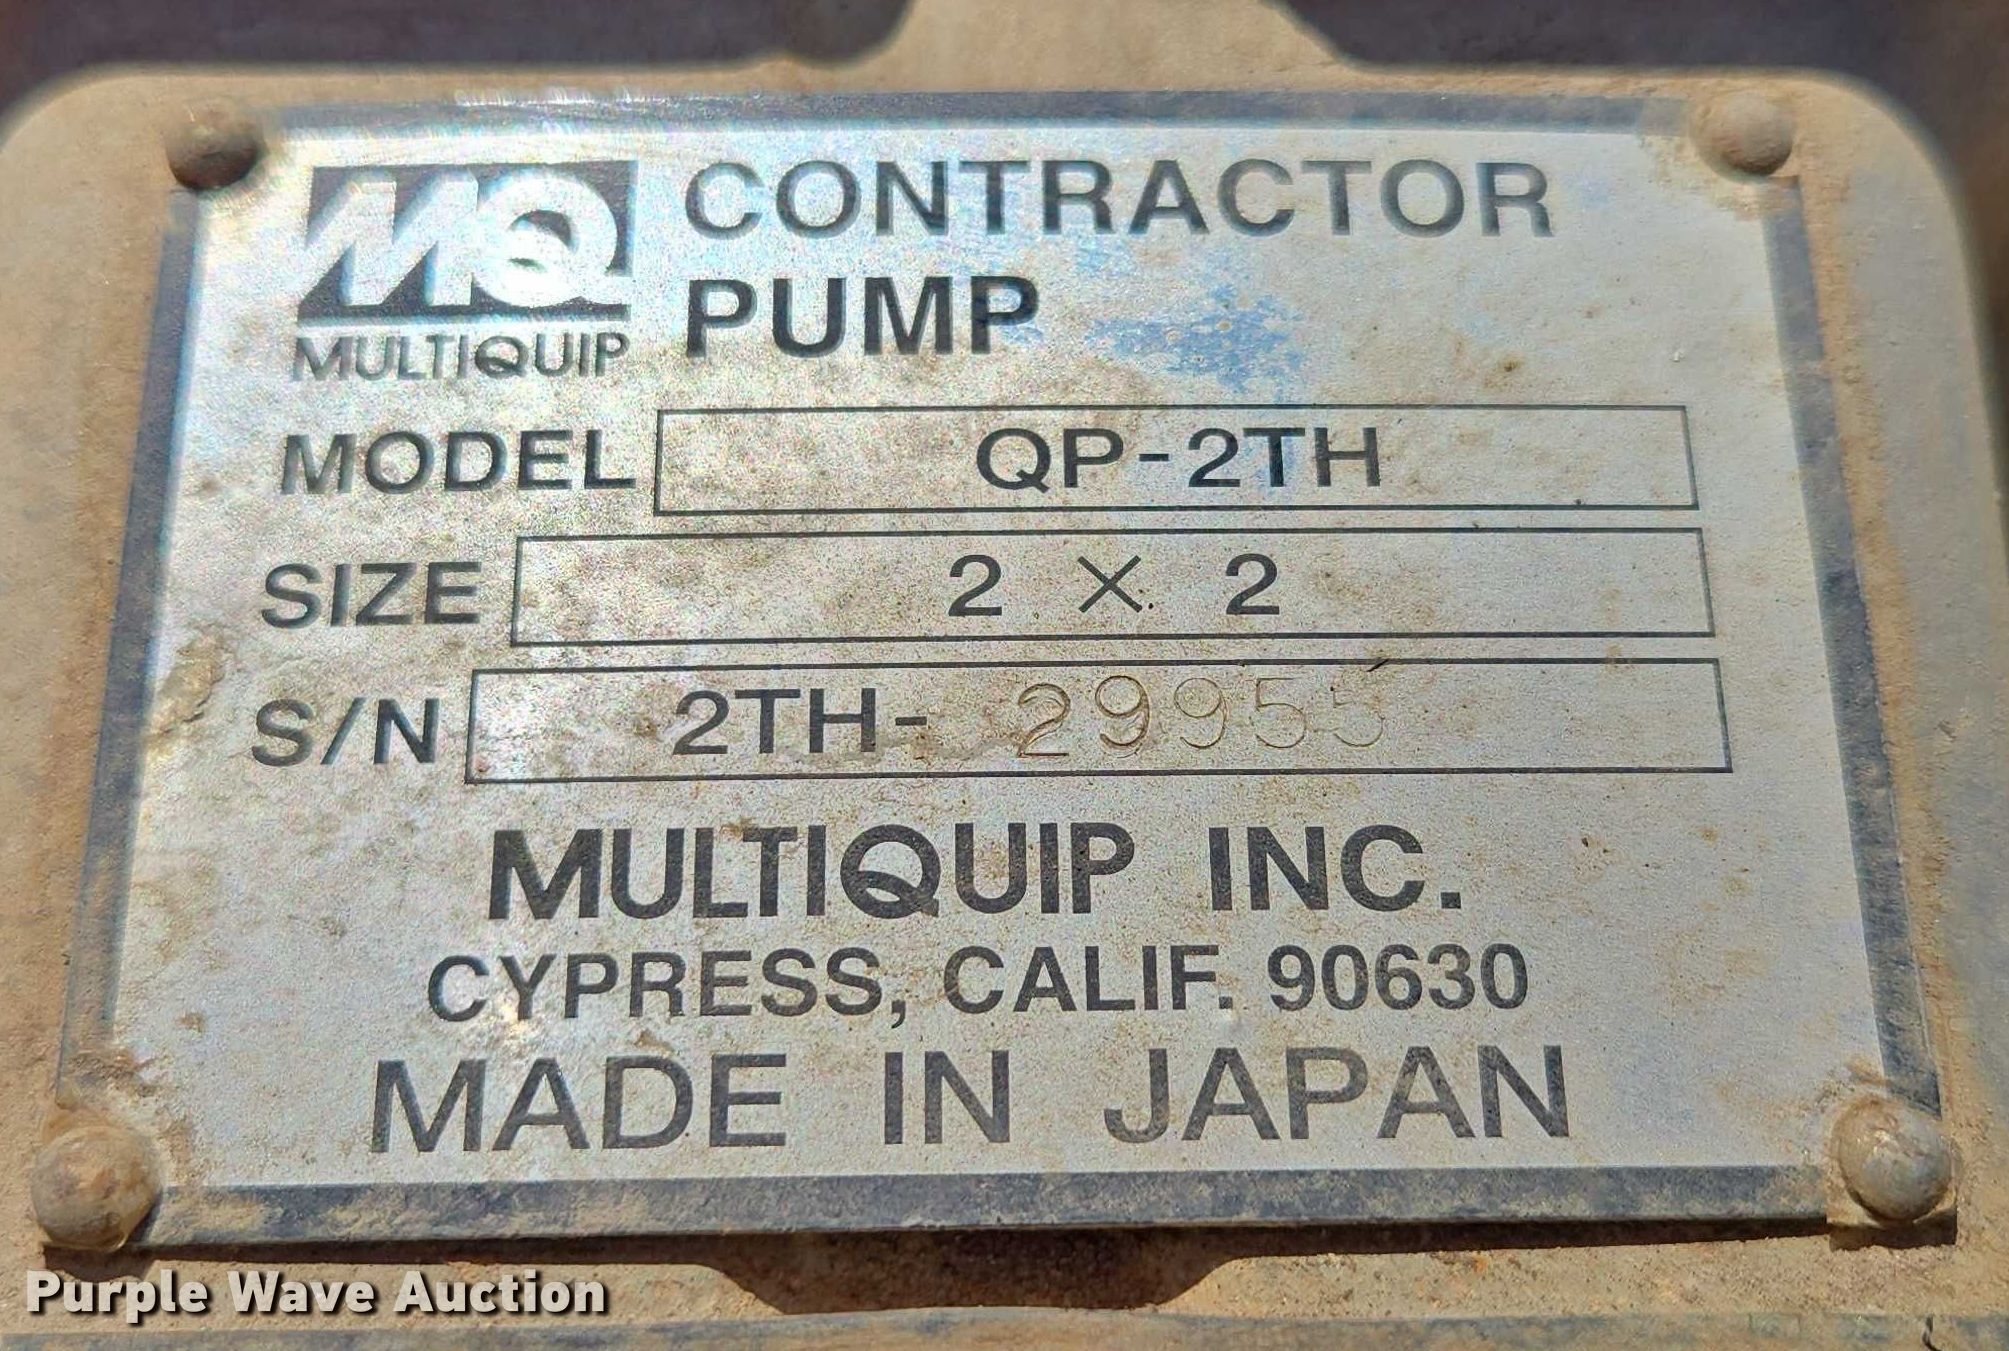 MQ CONTRACTOR
PUMP
MULTIQUIP
MODEL QP-2TH
SIZE 2 × 2
S/N 2TH- 29955
MULTIQUIP INC.
CYPRESS, CALIF. 90630
MADE IN JAPAN
Purple Wave Auction